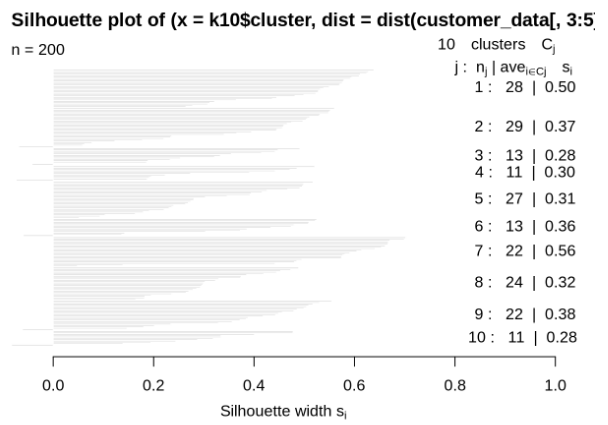 Silhouette plot of (x = k10$cluster, dist = dist(customer_data[, 3:5]
n = 200
10 clusters Cj
j : nj | avei∈Cj si
1 : 28 | 0.50
2 : 29 | 0.37
3 : 13 | 0.28
4 : 11 | 0.30
5 : 27 | 0.31
6 : 13 | 0.36
7 : 22 | 0.56
8 : 24 | 0.32
9 : 22 | 0.38
10 : 11 | 0.28
0.0 0.2 0.4 0.6 0.8 1.0
Silhouette width si